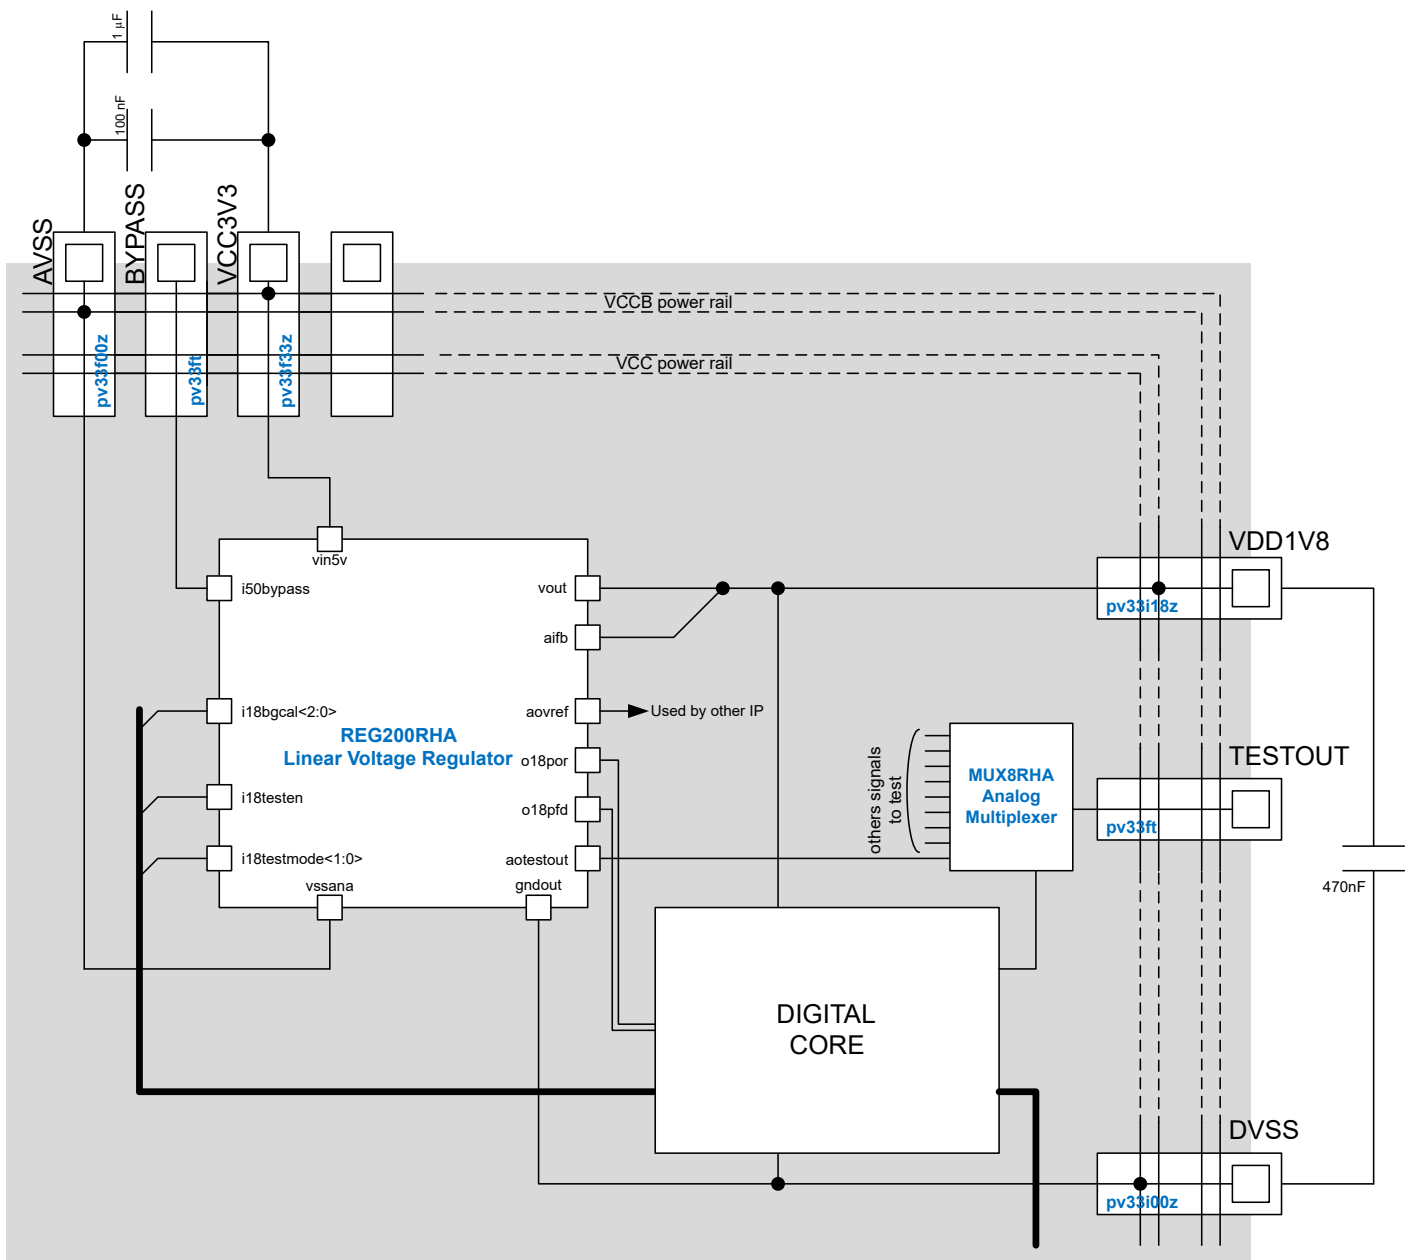 1 µF
100 nF
AVSS
BYPASS
VCC3V3
VCCB power rail
pv33f00z
pv33ft
pv33f33z
VCC power rail
vin5v
VDD1V8
i50bypass
vout
pv33i18z
aifb
i18bgcal<2:0>
aovref
Used by other IP
REG200RHA
Linear Voltage Regulator
o18por
TESTOUT
others signals
to test
MUX8RHA
Analog
Multiplexer
i18testen
o18pfd
pv33ft
i18testmode<1:0>
aotestout
vssana
gndout
470nF
DIGITAL
CORE
DVSS
pv33i00z